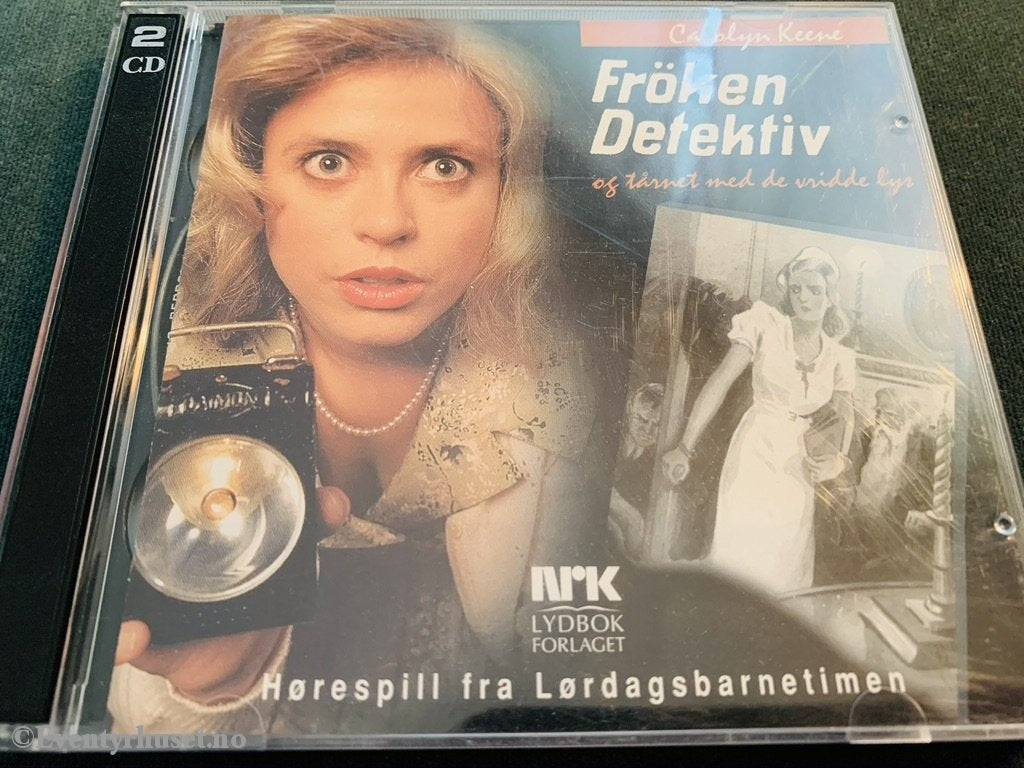 2
CD
Carolyn Keene
Fröken
Detektiv
og tårnet med de vridde lys
NRK
LYDBOK
FORLAGET
Hørespill fra Lørdagsbarnetimen
©Eventyrhuset.no